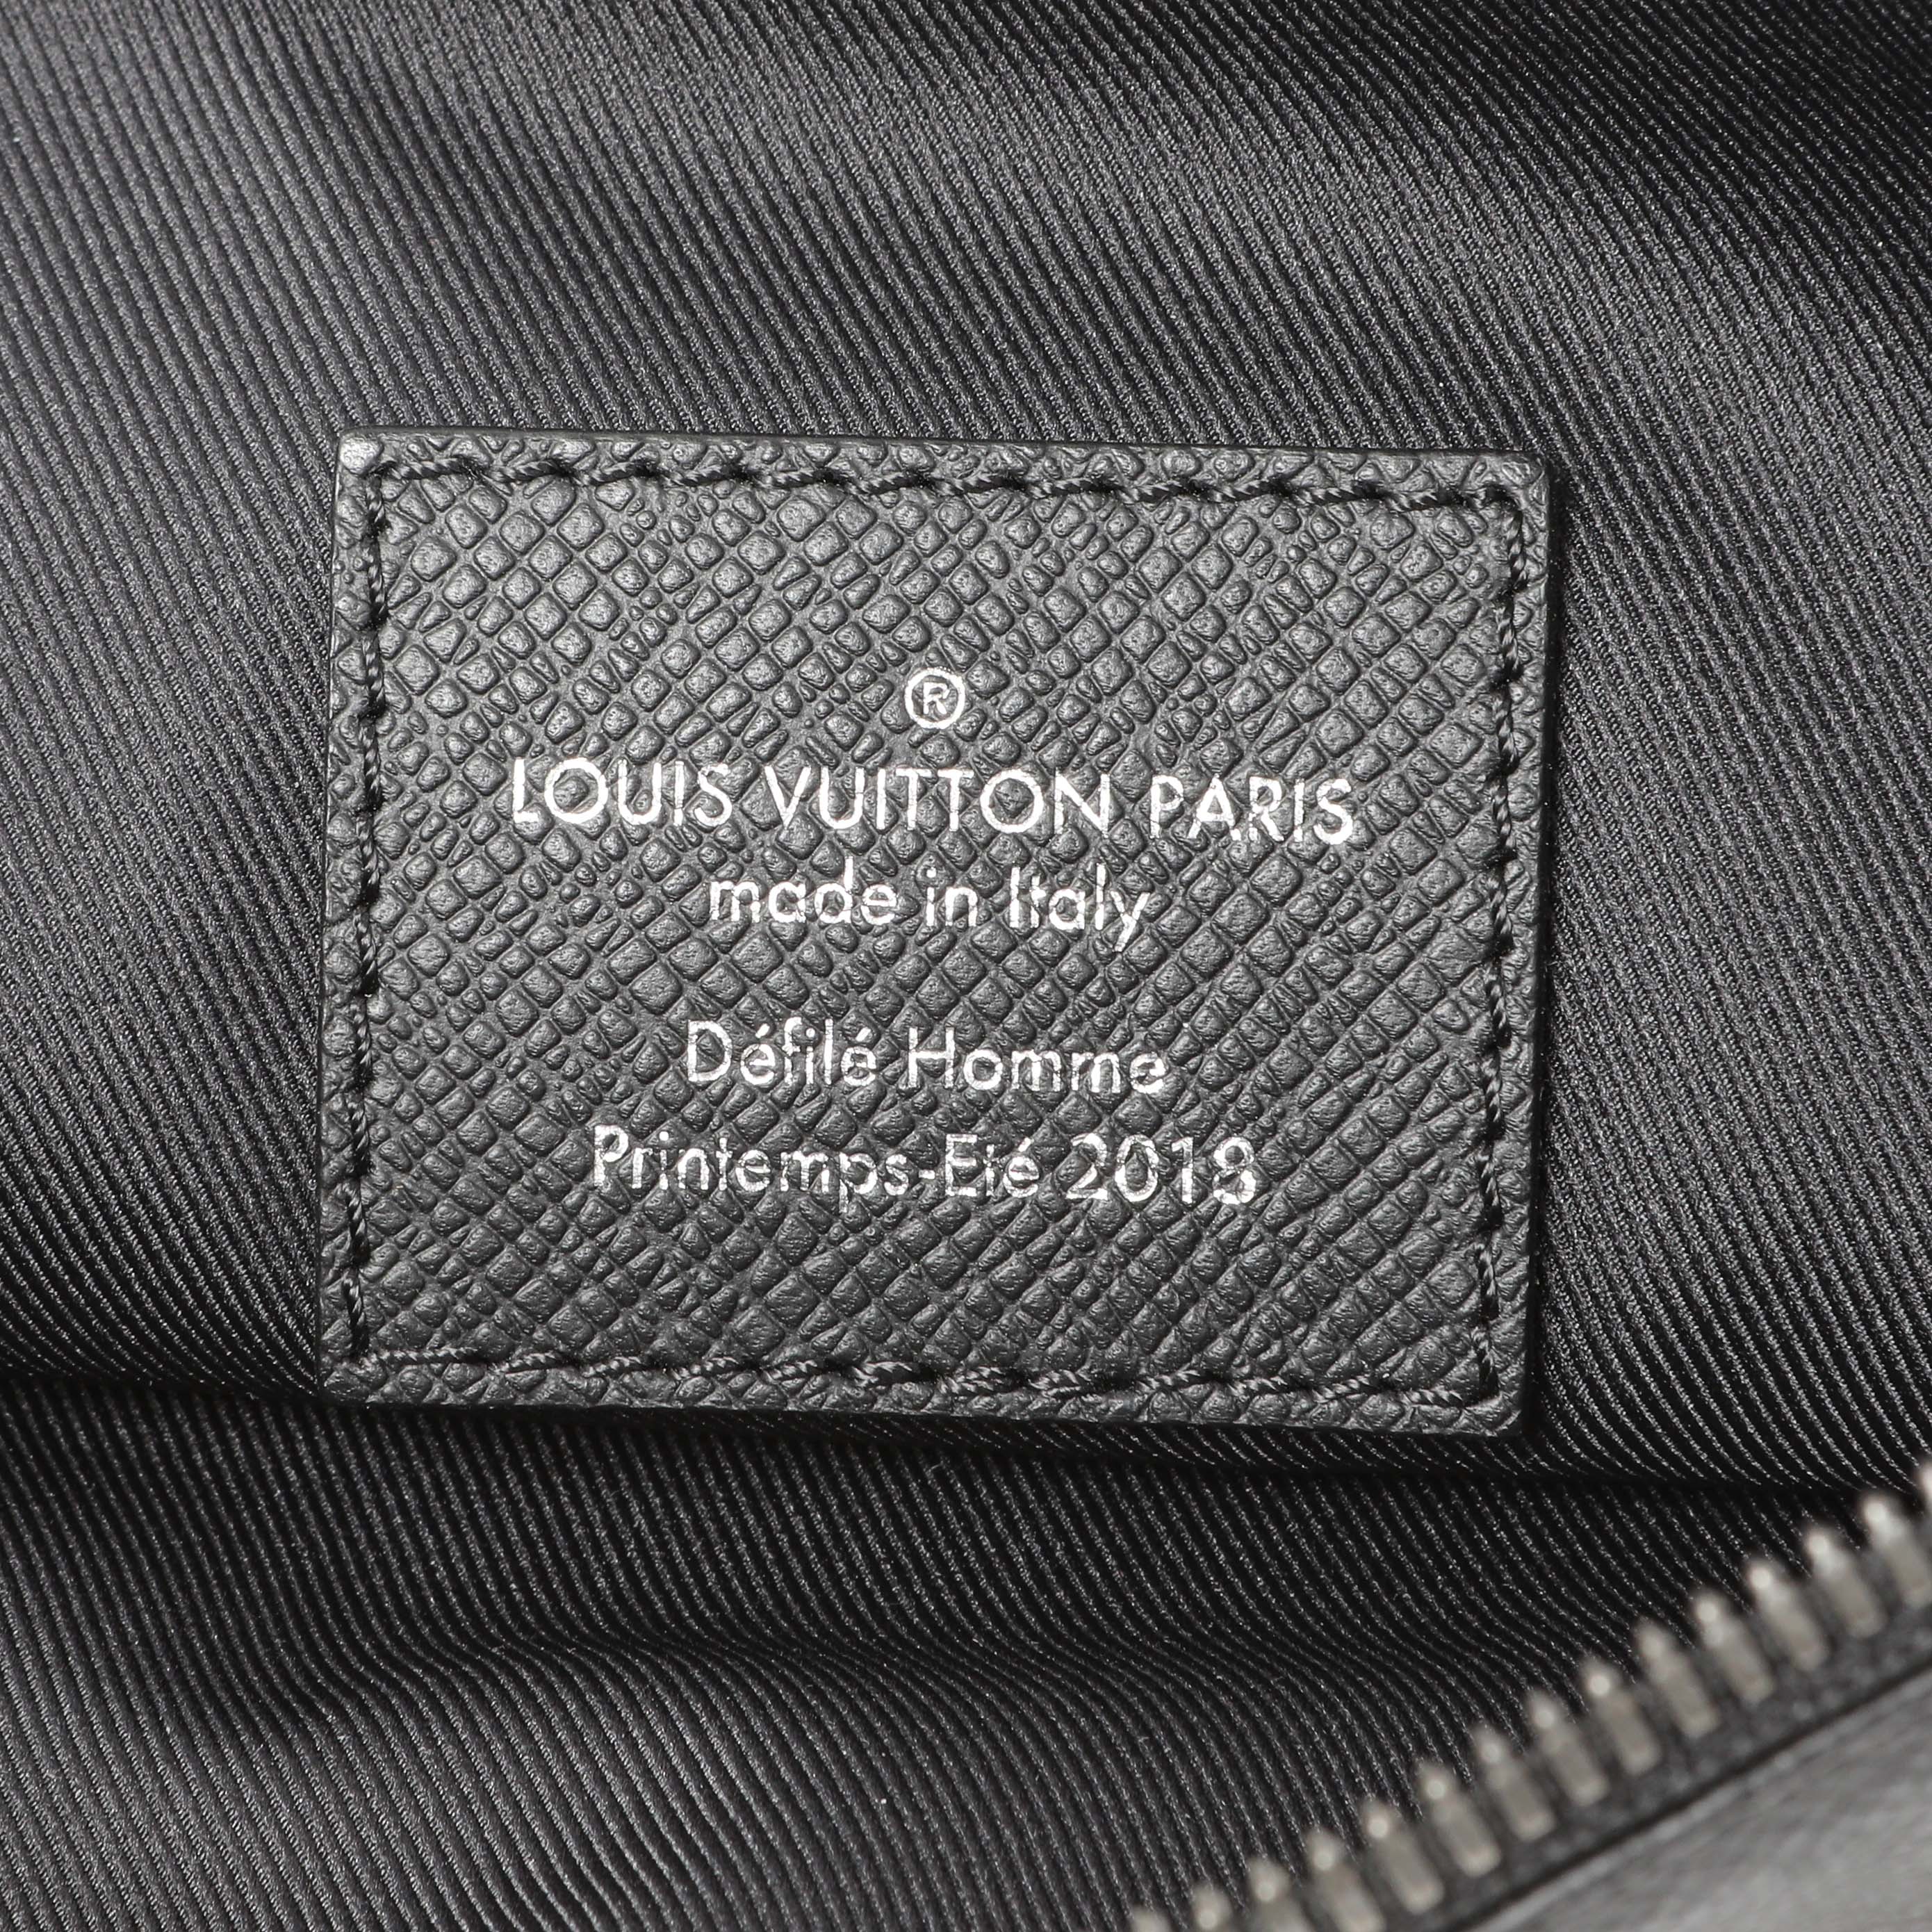 ®
LOUIS VUITTON PARIS
made in Italy
Défilé Homme
Printemps-Eté 2018